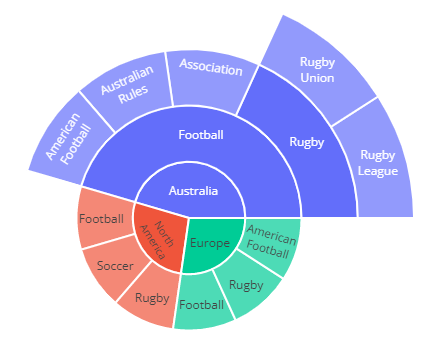 Rugby
Union
Association
Australian
Rules
American
Football
Football
Rugby
Rugby
League
Australia
Football
North
America
Europe
American
Football
Soccer
Rugby
Rugby
Football